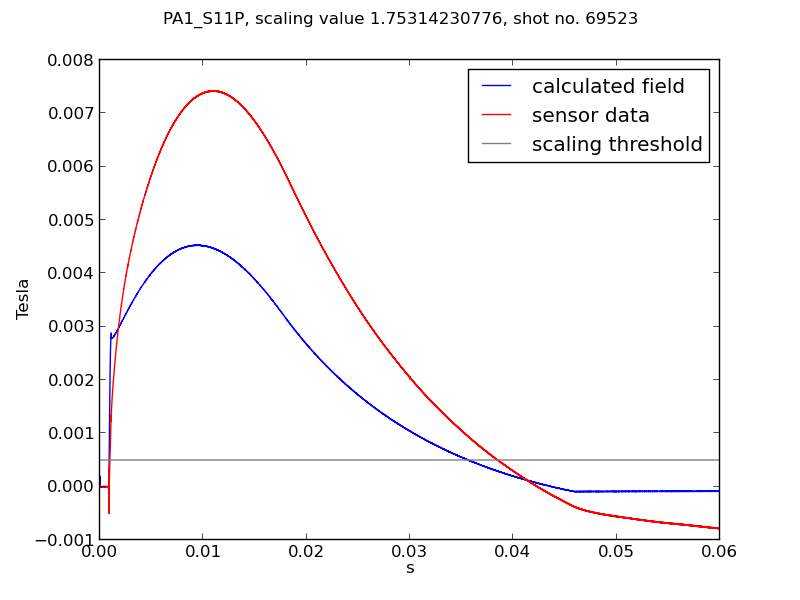 PA1_S11P, scaling value 1.75314230776, shot no. 69523
calculated field
sensor data
scaling threshold
0.008
0.007
0.006
0.005
0.004
0.003
0.002
0.001
0.000
−0.001
Tesla
0.00
0.01
0.02
0.03
0.04
0.05
0.06
s